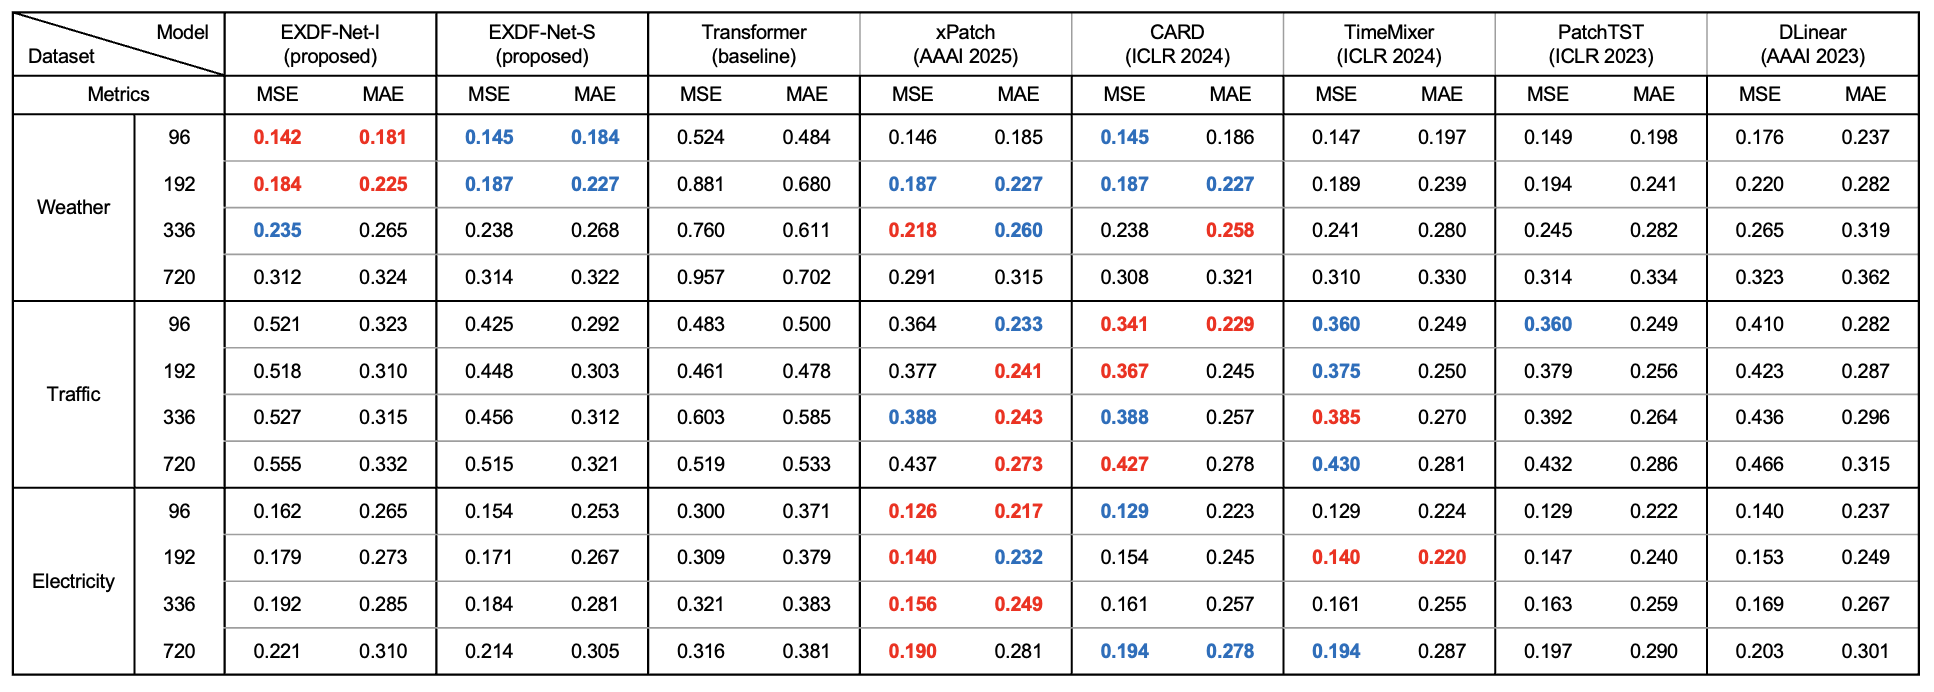 Model EXDF-Net-I EXDF-Net-S Transformer xPatch CARD TimeMixer PatchTST DLinear
Dataset (proposed) (proposed) (baseline) (AAAI 2025) (ICLR 2024) (ICLR 2024) (ICLR 2023) (AAAI 2023)
Metrics MSE MAE MSE MAE MSE MAE MSE MAE MSE MAE MSE MAE MSE MAE MSE MAE
Weather
96 0.142 0.181 0.145 0.184 0.524 0.484 0.146 0.185 0.145 0.186 0.147 0.197 0.149 0.198 0.176 0.237
192 0.184 0.225 0.187 0.227 0.881 0.680 0.187 0.227 0.187 0.227 0.189 0.239 0.194 0.241 0.220 0.282
336 0.235 0.265 0.238 0.268 0.760 0.611 0.218 0.260 0.238 0.258 0.241 0.280 0.245 0.282 0.265 0.319
720 0.312 0.324 0.314 0.322 0.957 0.702 0.291 0.315 0.308 0.321 0.310 0.330 0.314 0.334 0.323 0.362
Traffic
96 0.521 0.323 0.425 0.292 0.483 0.500 0.364 0.233 0.341 0.229 0.360 0.249 0.360 0.249 0.410 0.282
192 0.518 0.310 0.448 0.303 0.461 0.478 0.377 0.241 0.367 0.245 0.375 0.250 0.379 0.256 0.423 0.287
336 0.527 0.315 0.456 0.312 0.603 0.585 0.388 0.243 0.388 0.257 0.385 0.270 0.392 0.264 0.436 0.296
720 0.555 0.332 0.515 0.321 0.519 0.533 0.437 0.273 0.427 0.278 0.430 0.281 0.432 0.286 0.466 0.315
Electricity
96 0.162 0.265 0.154 0.253 0.300 0.371 0.126 0.217 0.129 0.223 0.129 0.224 0.129 0.222 0.140 0.237
192 0.179 0.273 0.171 0.267 0.309 0.379 0.140 0.232 0.154 0.245 0.140 0.220 0.147 0.240 0.153 0.249
336 0.192 0.285 0.184 0.281 0.321 0.383 0.156 0.249 0.161 0.257 0.161 0.255 0.163 0.259 0.169 0.267
720 0.221 0.310 0.214 0.305 0.316 0.381 0.190 0.281 0.194 0.278 0.194 0.287 0.197 0.290 0.203 0.301